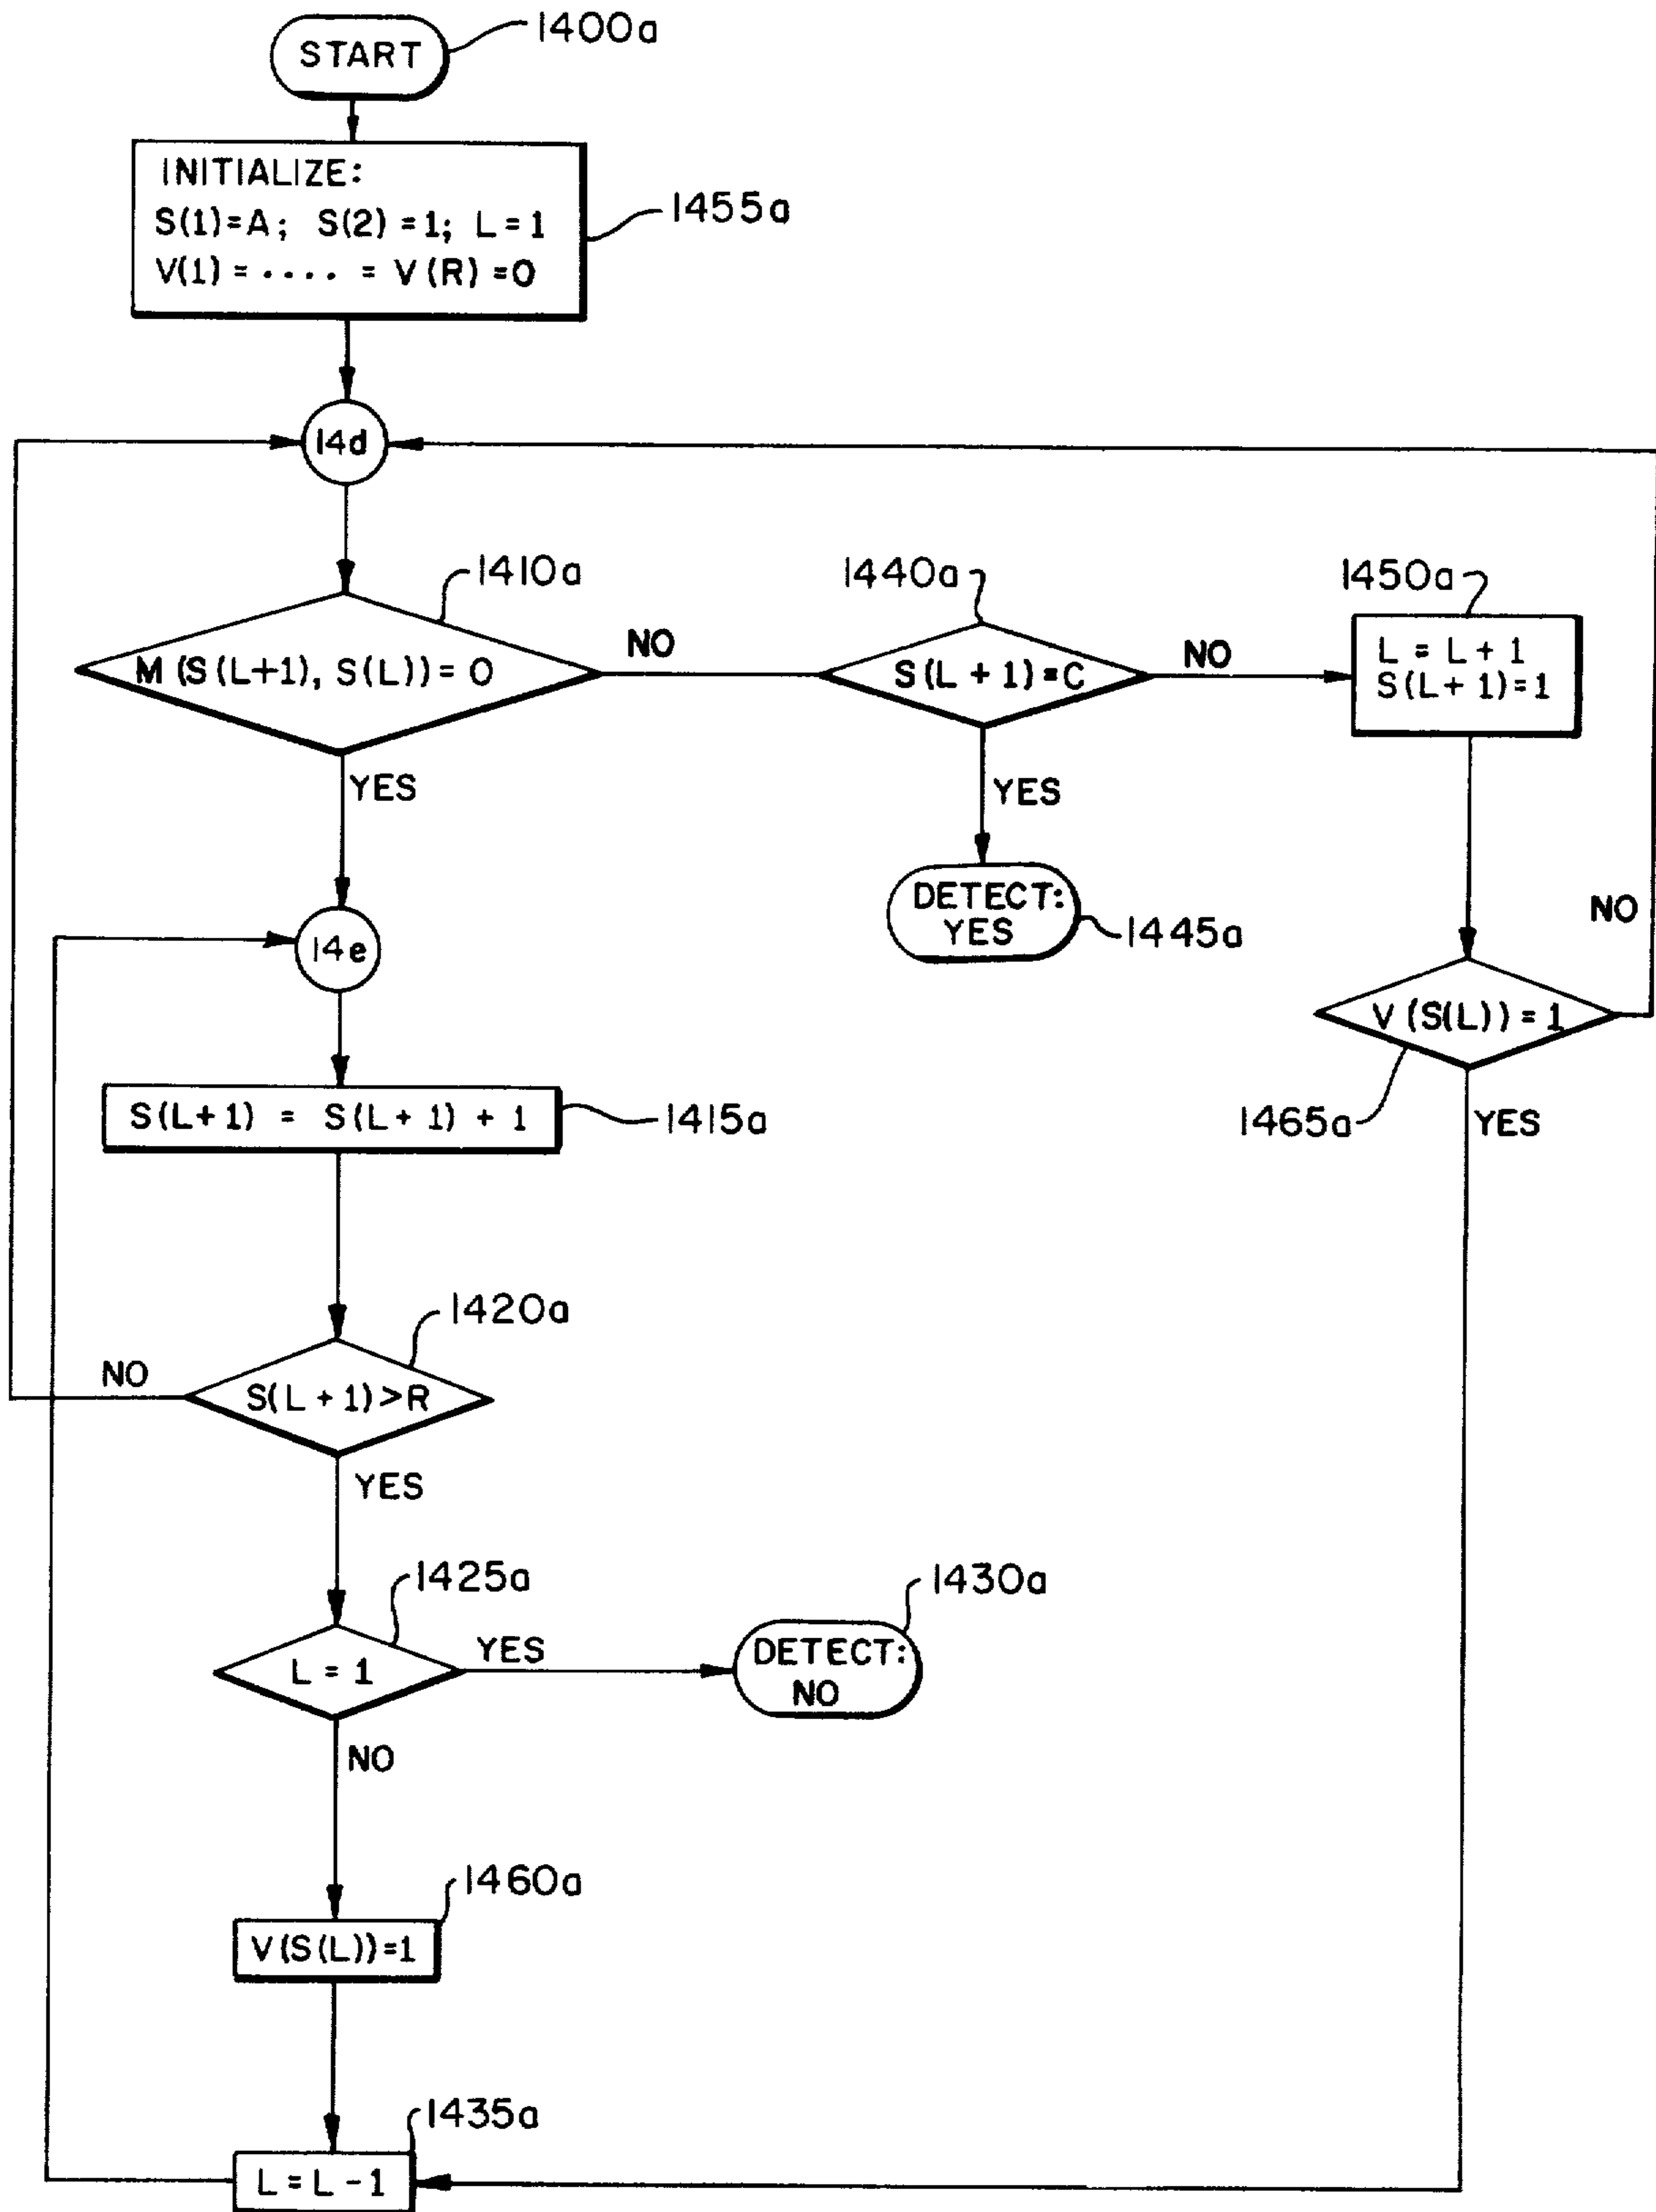 START
1400a
INITIALIZE:
S(1)=A; S(2)=1; L=1
V(1)=....=V(R)=0
1455a
14d
1410a
M(S(L+1), S(L))=0
NO
YES
1440a
S(L+1)=C
NO
YES
1450a
L=L+1
S(L+1)=1
DETECT:
YES
1445a
NO
14e
V(S(L))=1
1465a
YES
S(L+1) = S(L+1) + 1
1415a
1420a
NO
S(L+1)>R
YES
1425a
L=1
YES
1430a
DETECT:
NO
NO
1460a
V(S(L))=1
1435a
L=L-1